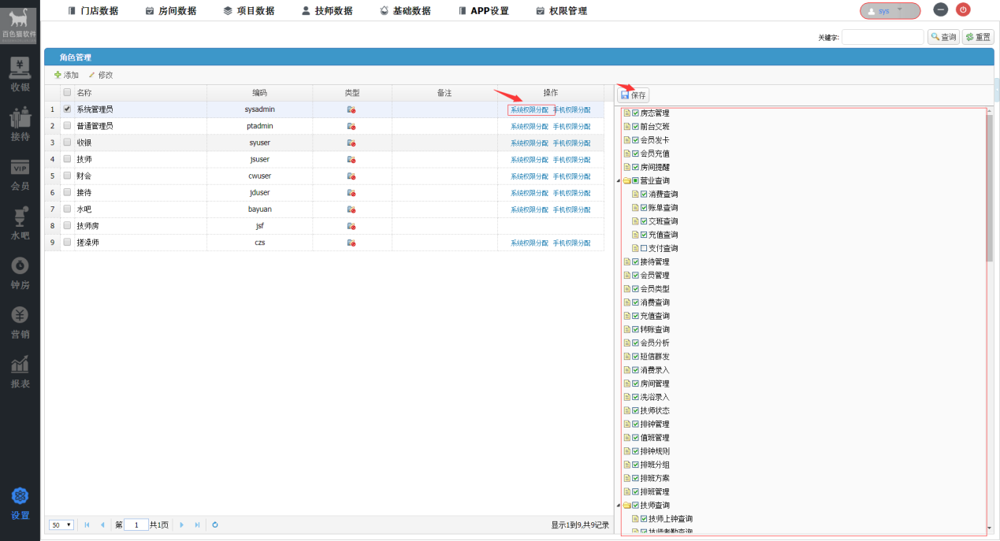 门店数据 房间数据 项目数据 技师数据 基础数据 APP设置 权限管理 sys
百色猫软件
关键字: 查询 重置
角色管理
添加 修改
名称 编码 类型 备注 操作 保存
1 系统管理员 sysadmin 系统权限分配 手机权限分配
2 普通管理员 ptadmin 系统权限分配 手机权限分配
3 收银 syuser 系统权限分配 手机权限分配
4 技师 jsuser 系统权限分配 手机权限分配
5 财会 cwuser 系统权限分配 手机权限分配
6 接待 jduser 系统权限分配 手机权限分配
7 水吧 bayuan 系统权限分配 手机权限分配
8 技师房 jsf
9 搓澡师 czs 系统权限分配 手机权限分配
收银
接待
VIP
会员
水吧
钟房
营销
报表
设置
房态管理
前台交班
会员发卡
会员充值
房间提醒
营业查询
消费查询
账单查询
交班查询
充值查询
支付查询
接待管理
会员管理
会员类型
消费查询
充值查询
转账查询
会员分析
短信群发
消费录入
房间管理
洗浴录入
技师状态
排钟管理
值班管理
排钟规则
排班分组
排班方案
排班管理
技师查询
技师上钟查询
技师考勤查询
50 第 1 共1页 显示1到9,共9记录